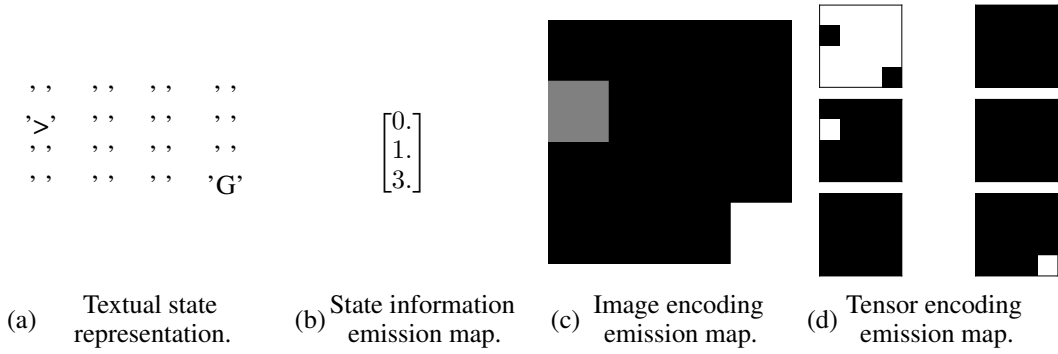 ' ' ' ' ' ' ' '
'>' ' ' ' ' ' '
' ' ' ' ' ' ' '
' ' ' ' ' ' 'G'
0.
1.
3.
(a) Textual state
representation.
(b) State information
emission map.
(c) Image encoding
emission map.
(d) Tensor encoding
emission map.